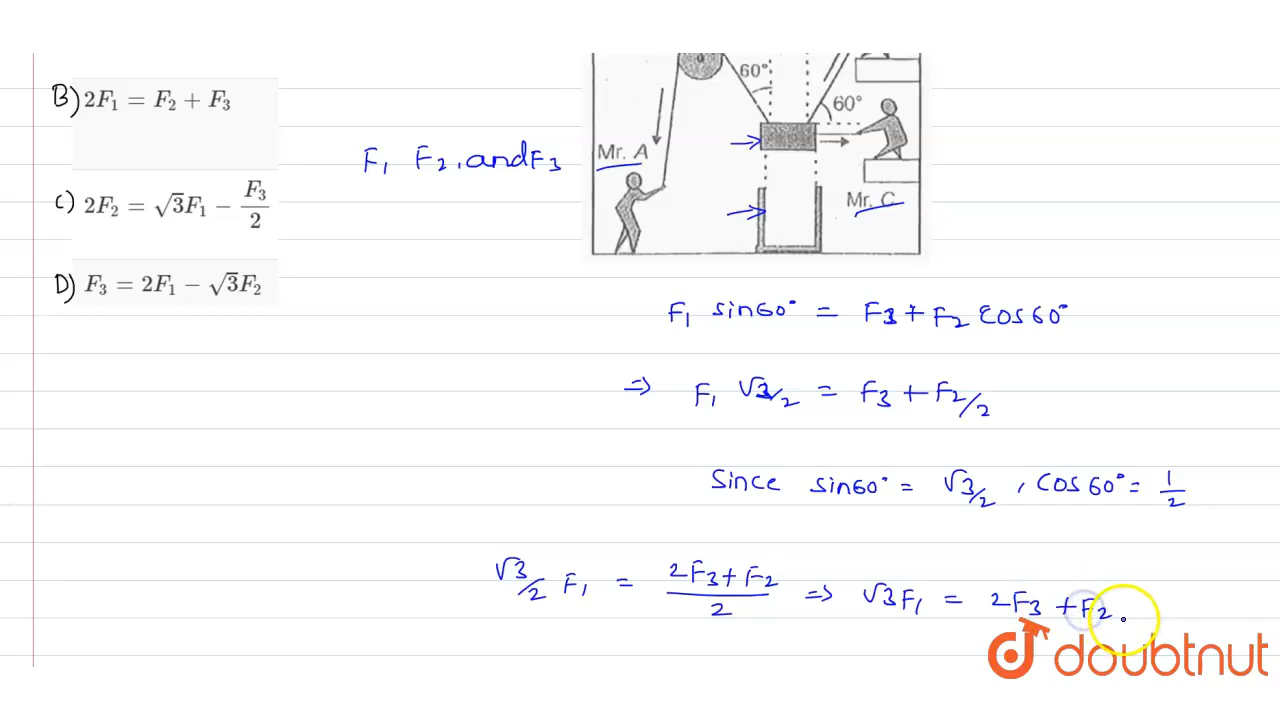 60°
60°
B) 2F₁ = F₂ + F₃
F₁ F₂, and F₃
Mr. A
C) 2F₂ = √3F₁ − F₃/2
Mr. C
D) F₃ = 2F₁ − √3F₂
F₁ sin60° = F₃ + F₂ cos60°
⇒ F₁ √3/2 = F₃ + F₂/2
Since sin60° = √3/2 , cos60° = 1/2
√3/2 F₁ = (2F₃ + F₂)/2 ⇒ √3F₁ = 2F₃ + F₂.
doubtnut